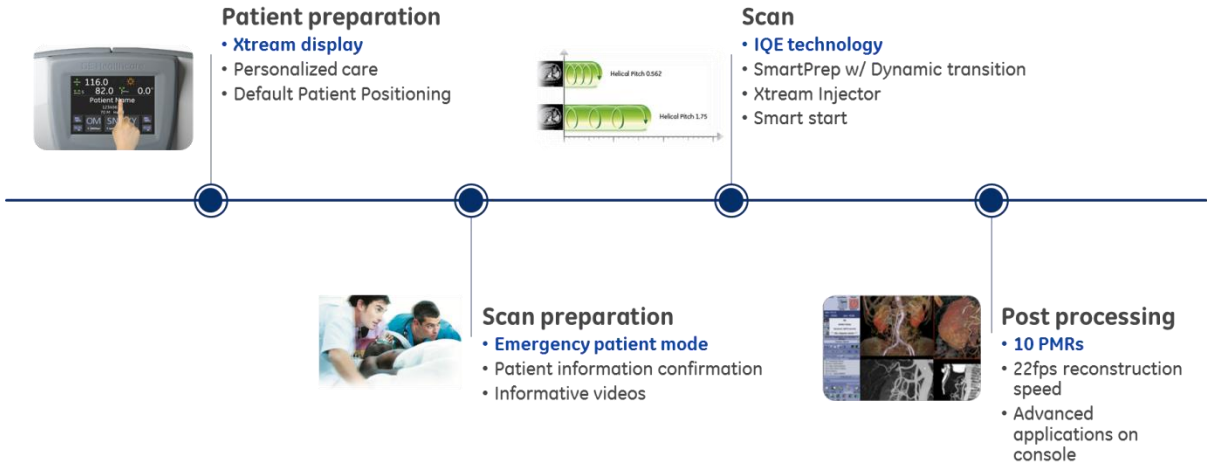 Patient preparation
• Xtream display
• Personalized care
• Default Patient Positioning
116.0
82.0
0.0°
Patient Name
Scan
• IQE technology
• SmartPrep w/ Dynamic transition
• Xtream Injector
• Smart start
Helical Pitch 0.562
Helical Pitch 1.75
Scan preparation
• Emergency patient mode
• Patient information confirmation
• Informative videos
Post processing
• 10 PMRs
• 22fps reconstruction
speed
• Advanced
applications on
console